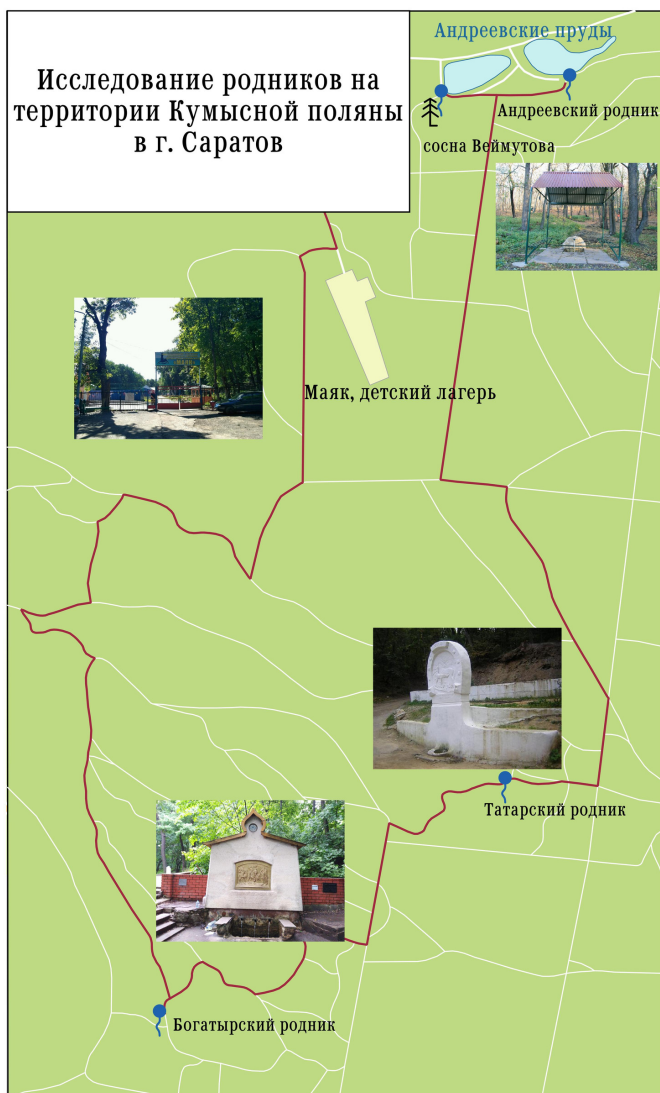 Исследование родников на
территории Кумысной поляны
в г. Саратов
Андреевские пруды
Андреевский родник
сосна Веймутова
Маяк, детский лагерь
Татарский родник
Богатырский родник